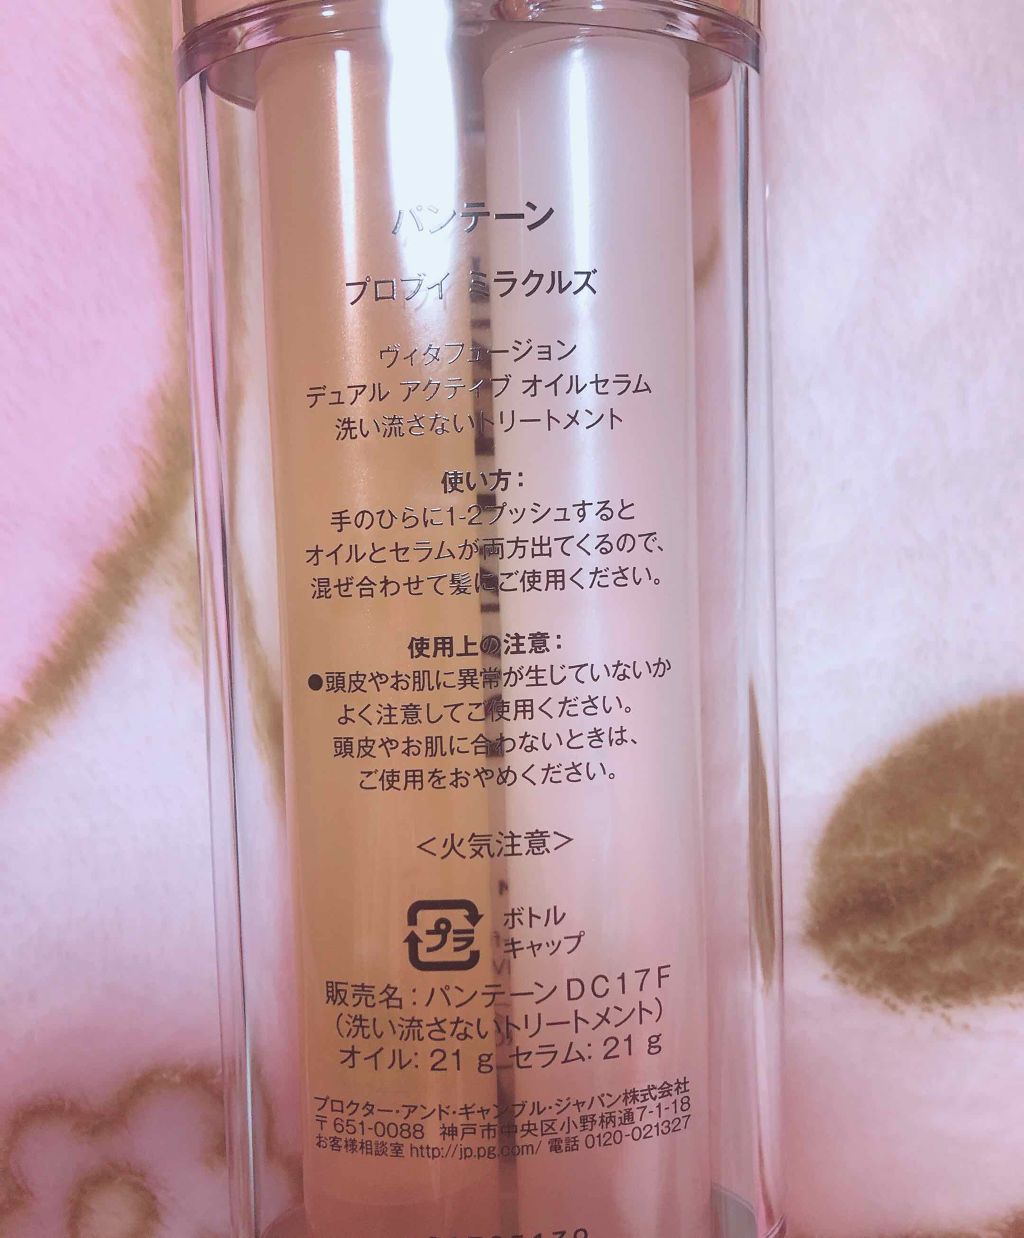 パンテーン
プロブイ ミラクルズ
ヴィタフュージョン
デュアル アクティブ オイルセラム
洗い流さないトリートメント
使い方：
手のひらに1-2プッシュすると
オイルとセラムが両方出てくるので、
混ぜ合わせて髪にご使用ください。
使用上の注意：
●頭皮やお肌に異常が生じていないか
よく注意してご使用ください。
頭皮やお肌に合わないときは、
ご使用をおやめください。
＜火気注意＞
プラ
ボトル
キャップ
販売名：パンテーンDC17F
（洗い流さないトリートメント）
オイル: 21 g セラム: 21 g
プロクター・アンド・ギャンブル・ジャパン株式会社
〒651-0088 神戸市中央区小野柄通7-1-18
お客様相談室 http://jp.pg.com/ 電話 0120-021327